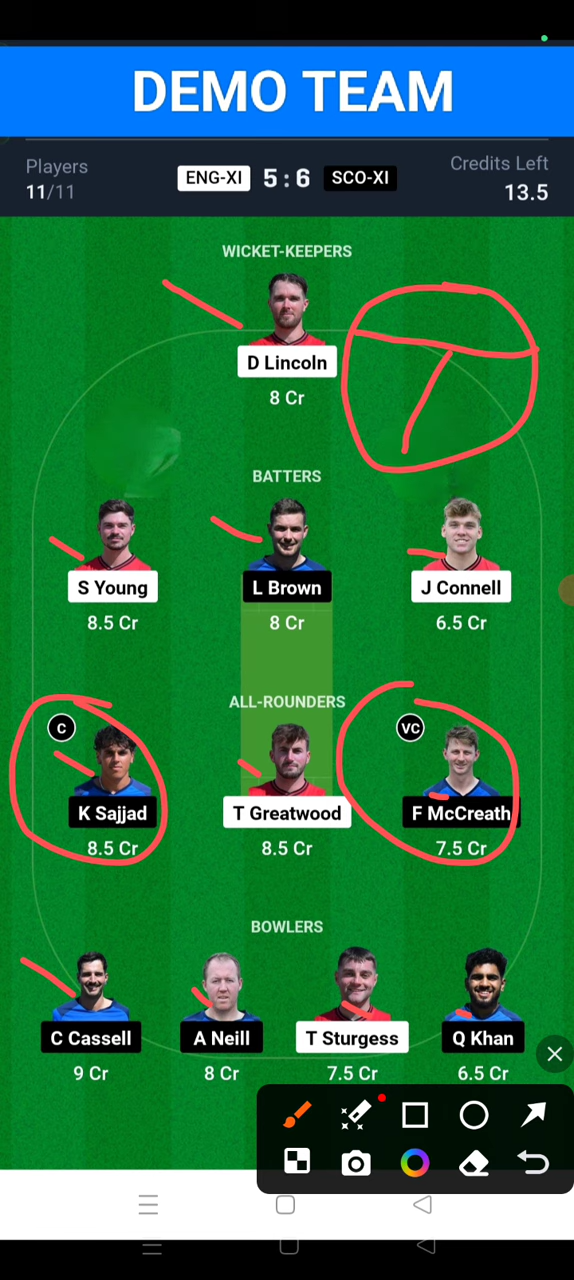 DEMO TEAM
Players
Credits Left
11/11
ENG-XI 5 : 6 SCO-XI
13.5
WICKET-KEEPERS
D Lincoln
8 Cr
BATTERS
S Young
L Brown
J Connell
8.5 Cr
8 Cr
6.5 Cr
ALL-ROUNDERS
C
VC
K Sajjad
T Greatwood
F McCreath
8.5 Cr
8.5 Cr
7.5 Cr
BOWLERS
C Cassell
A Neill
T Sturgess
Q Khan
9 Cr
8 Cr
7.5 Cr
6.5 Cr